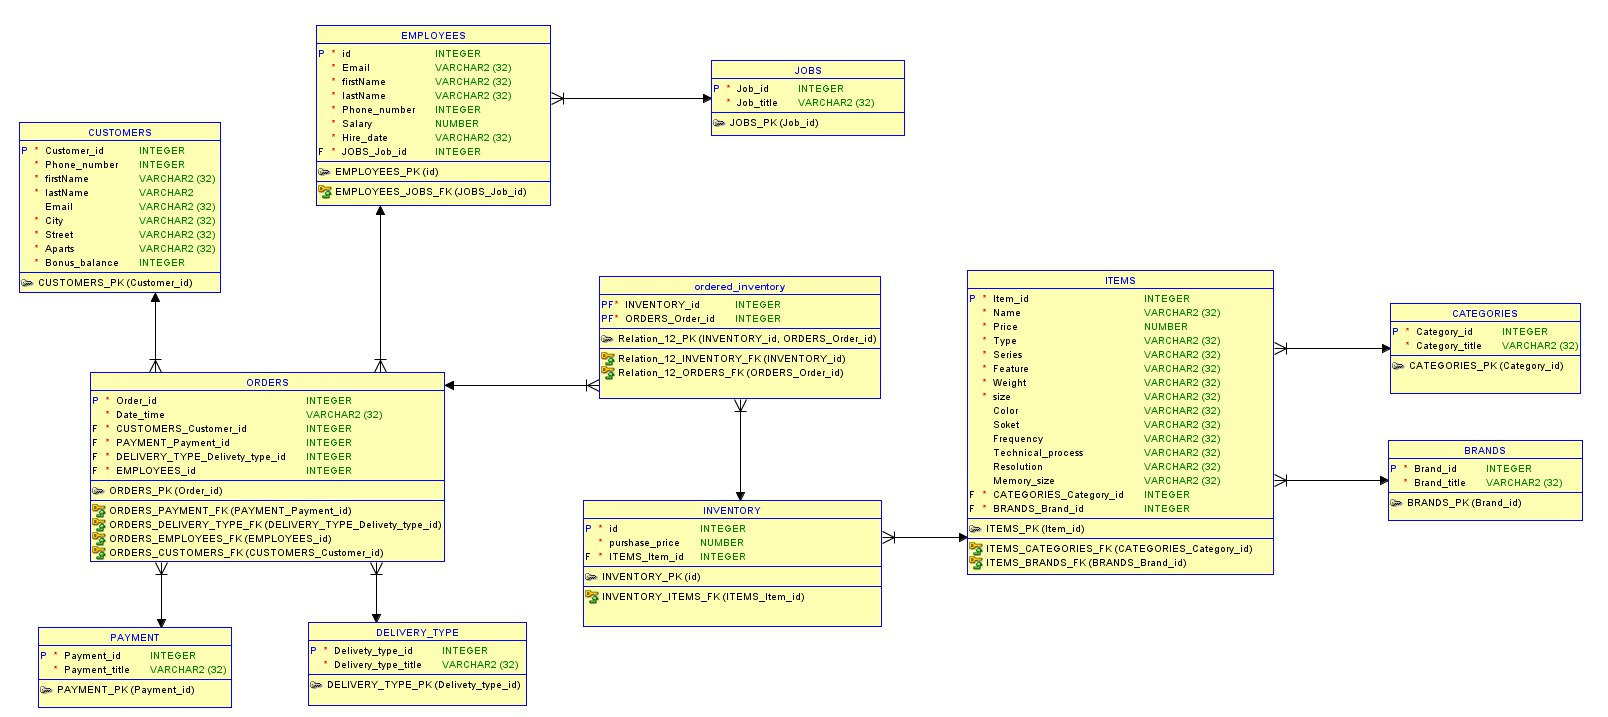 EMPLOYEES
P * id INTEGER
* Email VARCHAR2 (32)
* firstName VARCHAR2 (32)
* lastName VARCHAR2 (32)
* Phone_number INTEGER
* Salary NUMBER
* Hire_date VARCHAR2 (32)
F * JOBS_Job_id INTEGER
EMPLOYEES_PK (id)
EMPLOYEES_JOBS_FK (JOBS_Job_id)
JOBS
P * Job_id INTEGER
* Job_title VARCHAR2 (32)
JOBS_PK (Job_id)
CUSTOMERS
P * Customer_id INTEGER
* Phone_number INTEGER
* firstName VARCHAR2 (32)
* lastName VARCHAR2
Email VARCHAR2 (32)
* City VARCHAR2 (32)
* Street VARCHAR2 (32)
* Aparts VARCHAR2 (32)
* Bonus_balance INTEGER
CUSTOMERS_PK (Customer_id)
ordered_inventory
PF* INVENTORY_id INTEGER
PF* ORDERS_Order_id INTEGER
Relation_12_PK (INVENTORY_id, ORDERS_Order_id)
Relation_12_INVENTORY_FK (INVENTORY_id)
Relation_12_ORDERS_FK (ORDERS_Order_id)
ITEMS
P * Item_id INTEGER
* Name VARCHAR2 (32)
* Price NUMBER
* Type VARCHAR2 (32)
* Series VARCHAR2 (32)
* Feature VARCHAR2 (32)
* Weight VARCHAR2 (32)
* size VARCHAR2 (32)
Color VARCHAR2 (32)
Soket VARCHAR2 (32)
Frequency VARCHAR2 (32)
Technical_process VARCHAR2 (32)
Resolution VARCHAR2 (32)
Memory_size VARCHAR2 (32)
F * CATEGORIES_Category_id INTEGER
F * BRANDS_Brand_id INTEGER
ITEMS_PK (Item_id)
ITEMS_CATEGORIES_FK (CATEGORIES_Category_id)
ITEMS_BRANDS_FK (BRANDS_Brand_id)
CATEGORIES
P * Category_id INTEGER
* Category_title VARCHAR2 (32)
CATEGORIES_PK (Category_id)
BRANDS
P * Brand_id INTEGER
* Brand_title VARCHAR2 (32)
BRANDS_PK (Brand_id)
ORDERS
P * Order_id INTEGER
* Date_time VARCHAR2 (32)
F * CUSTOMERS_Customer_id INTEGER
F * PAYMENT_Payment_id INTEGER
F * DELIVERY_TYPE_Delivety_type_id INTEGER
F * EMPLOYEES_id INTEGER
ORDERS_PK (Order_id)
ORDERS_PAYMENT_FK (PAYMENT_Payment_id)
ORDERS_DELIVERY_TYPE_FK (DELIVERY_TYPE_Delivety_type_id)
ORDERS_EMPLOYEES_FK (EMPLOYEES_id)
ORDERS_CUSTOMERS_FK (CUSTOMERS_Customer_id)
INVENTORY
P * id INTEGER
* purshase_price NUMBER
F * ITEMS_Item_id INTEGER
INVENTORY_PK (id)
INVENTORY_ITEMS_FK (ITEMS_Item_id)
PAYMENT
P * Payment_id INTEGER
* Payment_title VARCHAR2 (32)
PAYMENT_PK (Payment_id)
DELIVERY_TYPE
P * Delivety_type_id INTEGER
* Delivery_type_title VARCHAR2 (32)
DELIVERY_TYPE_PK (Delivety_type_id)